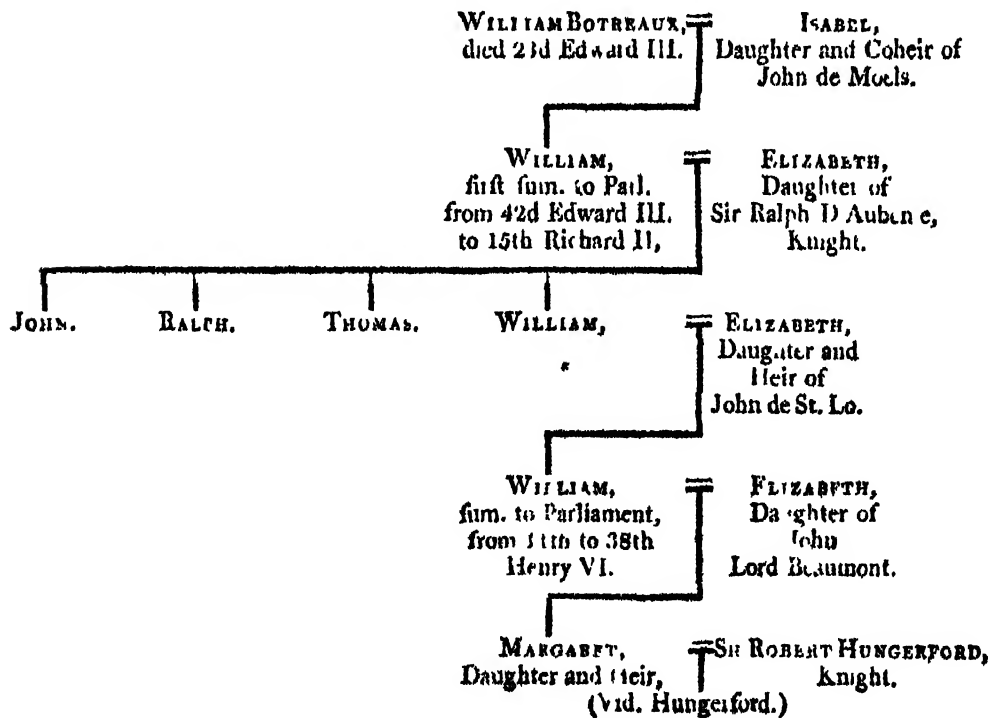 WILLIAM BOTREAUX, = ISABEL,
died 23d Edward III. Daughter and Coheir of
John de Moels.
WILLIAM, = ELIZABETH,
first sum. to Parl. Daughter of
from 42d Edward III. Sir Ralph D'Aubene,
to 15th Richard II, Knight.
JOHN. RALPH. THOMAS. WILLIAM, = ELIZABETH,
Daughter and
Heir of
John de St. Lo.
WILLIAM, = ELIZABETH,
sum. to Parliament, Daughter of
from to 38th John
Henry VI. Lord Beaumont.
MARGARET, = SIR ROBERT HUNGERFORD,
Daughter and Heir, Knight.
(Vid. Hungerford.)